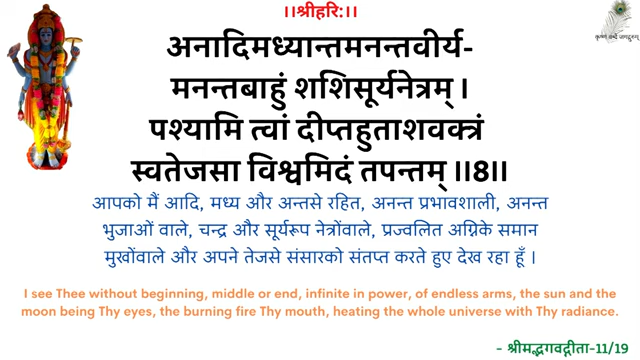 ।।श्रीहरि:।।
कृष्णं वन्दे जगद्गुरुम्
अनादिमध्यान्तमनन्तवीर्य-
मनन्तबाहुं शशिसूर्यनेत्रम् ।
पश्यामि त्वां दीप्तहुताशवक्त्रं
स्वतेजसा विश्वमिदं तपन्तम् ।।8।।
आपको मैं आदि, मध्य और अन्तसे रहित, अनन्त प्रभावशाली, अनन्त
भुजाओं वाले, चन्द्र और सूर्यरूप नेत्रोंवाले, प्रज्वलित अग्निके समान
मुखोंवाले और अपने तेजसे संसारको संतप्त करते हुए देख रहा हूँ ।
I see Thee without beginning, middle or end, infinite in power, of endless arms, the sun and the
moon being Thy eyes, the burning fire Thy mouth, heating the whole universe with Thy radiance.
- श्रीमद्भगवद्गीता-11/19